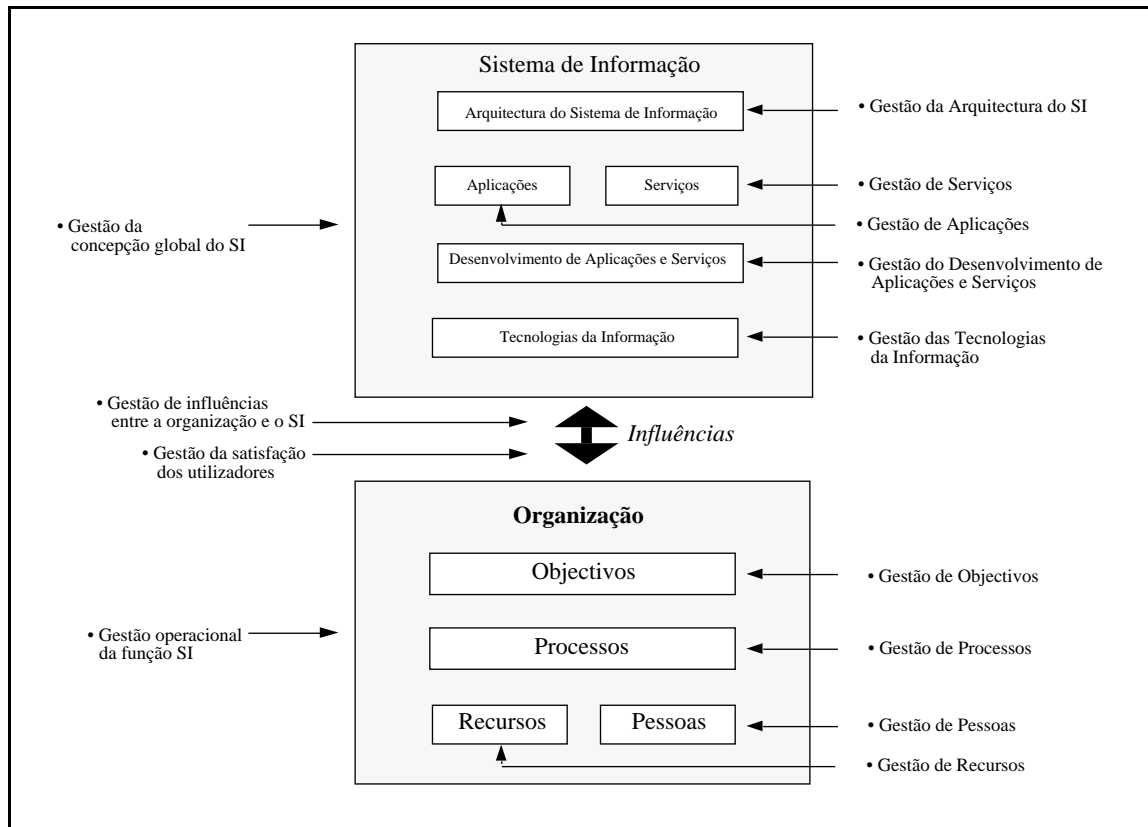 Sistema de Informação
Arquitectura do Sistema de Informação
• Gestão da Arquitectura do SI
Aplicações
Serviços
• Gestão de Serviços
• Gestão de Aplicações
• Gestão da
concepção global do SI
Desenvolvimento de Aplicações e Serviços
• Gestão do Desenvolvimento de
Aplicações e Serviços
Tecnologias da Informação
• Gestão das Tecnologias
da Informação
• Gestão de influências
entre a organização e o SI
Influências
• Gestão da satisfação
dos utilizadores
Organização
Objectivos
• Gestão de Objectivos
• Gestão operacional
da função SI
Processos
• Gestão de Processos
Recursos
Pessoas
• Gestão de Pessoas
• Gestão de Recursos